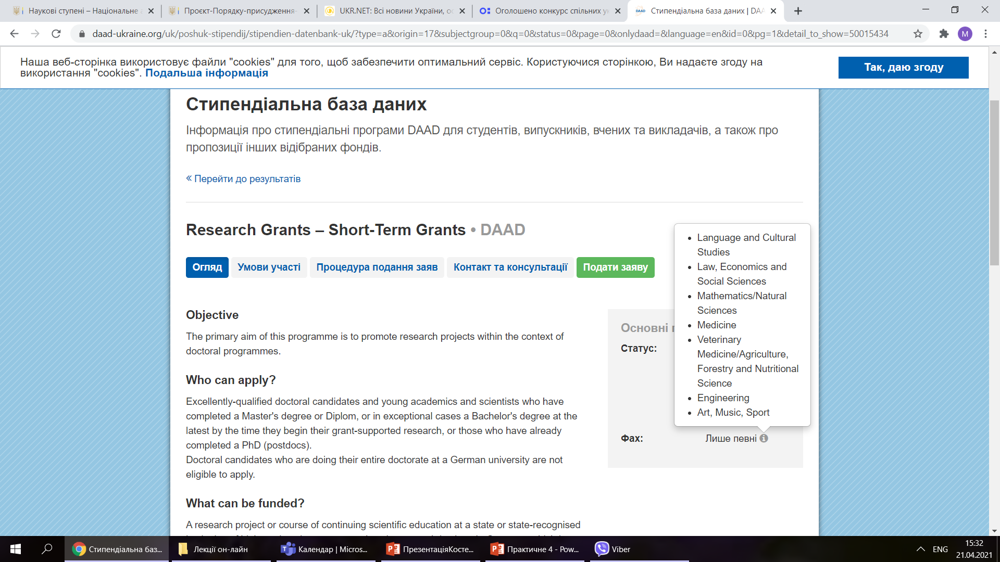 Наукові ступені – Національне а
Проєкт-Порядку-присудження-
UKR.NET: Всі новини України, ос
Оголошено конкурс спільних ук
DAAD
Стипендіальна база даних | DAA
daad-ukraine.org/uk/poshuk-stipendij/stipendien-datenbank-uk/?type=a&origin=17&subjectgroup=0&q=0&status=0&page=0&onlydaad=&language=en&id=0&pg=1&detail_to_show=50015434
M
Наша веб-сторінка використовує файли "cookies" для того, щоб забезпечити оптимальний сервіс. Користуючися сторінкою, Ви надаєте згоду на
використання "cookies". Подальша інформація
Так, даю згоду
Стипендіальна база даних
Інформація про стипендіальні програми DAAD для студентів, випускників, вчених та викладачів, а також про
пропозиції інших відібраних фондів.
« Перейти до результатів
Research Grants – Short-Term Grants • DAAD
Огляд
Умови участі
Процедура подання заяв
Контакт та консультації
Подати заяву
Objective
The primary aim of this programme is to promote research projects within the context of
doctoral programmes.
Who can apply?
Excellently-qualified doctoral candidates and young academics and scientists who have
completed a Master's degree or Diplom, or in exceptional cases a Bachelor's degree at the
latest by the time they begin their grant-supported research, or those who have already
completed a PhD (postdocs).
Doctoral candidates who are doing their entire doctorate at a German university are not
eligible to apply.
What can be funded?
A research project or course of continuing scientific education at a state or state-recognised
• Language and Cultural
Studies
• Law, Economics and
Social Sciences
• Mathematics/Natural
Sciences
• Medicine
• Veterinary
Medicine/Agriculture,
Forestry and Nutritional
Science
• Engineering
• Art, Music, Sport
Основні
Статус:
Фах:
Лише певні
Стипендіальна баз...
Лекції он-лайн
Календар | Micros...
ПрезентаціяКосте...
Практичне 4 - Pow...
Viber
ENG
15:32
21.04.2021